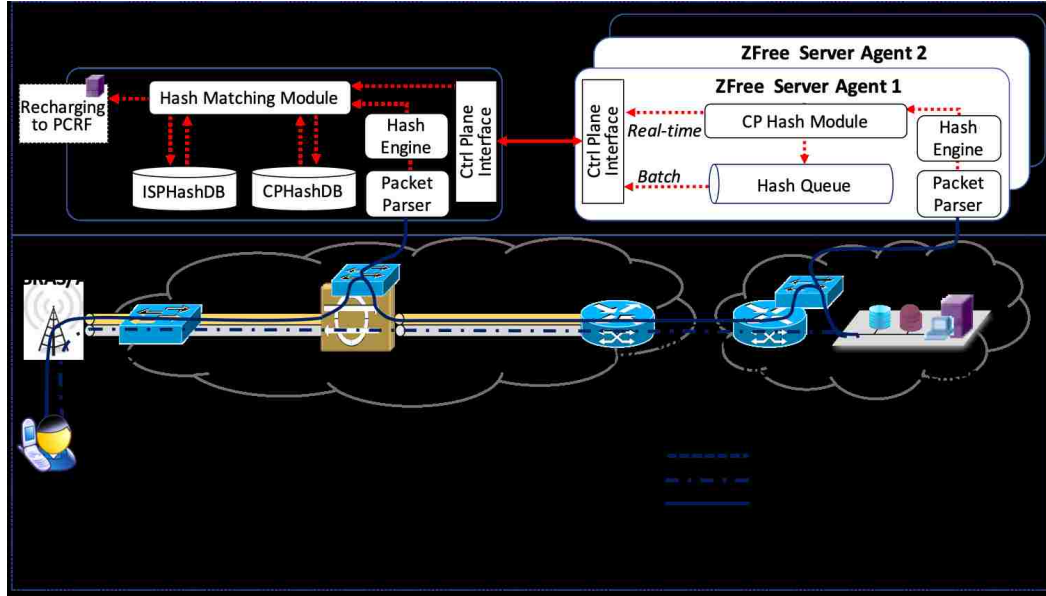 ZFree Server Agent 2
ZFree Server Agent 1
Recharging
to PCRF
Hash Matching Module
Hash
Engine
Ctrl Plane
Interface
ISPHashDB
CPHashDB
Packet
Parser
Ctrl Plane
Interface
Real-time
CP Hash Module
Hash
Engine
Batch
Hash Queue
Packet
Parser